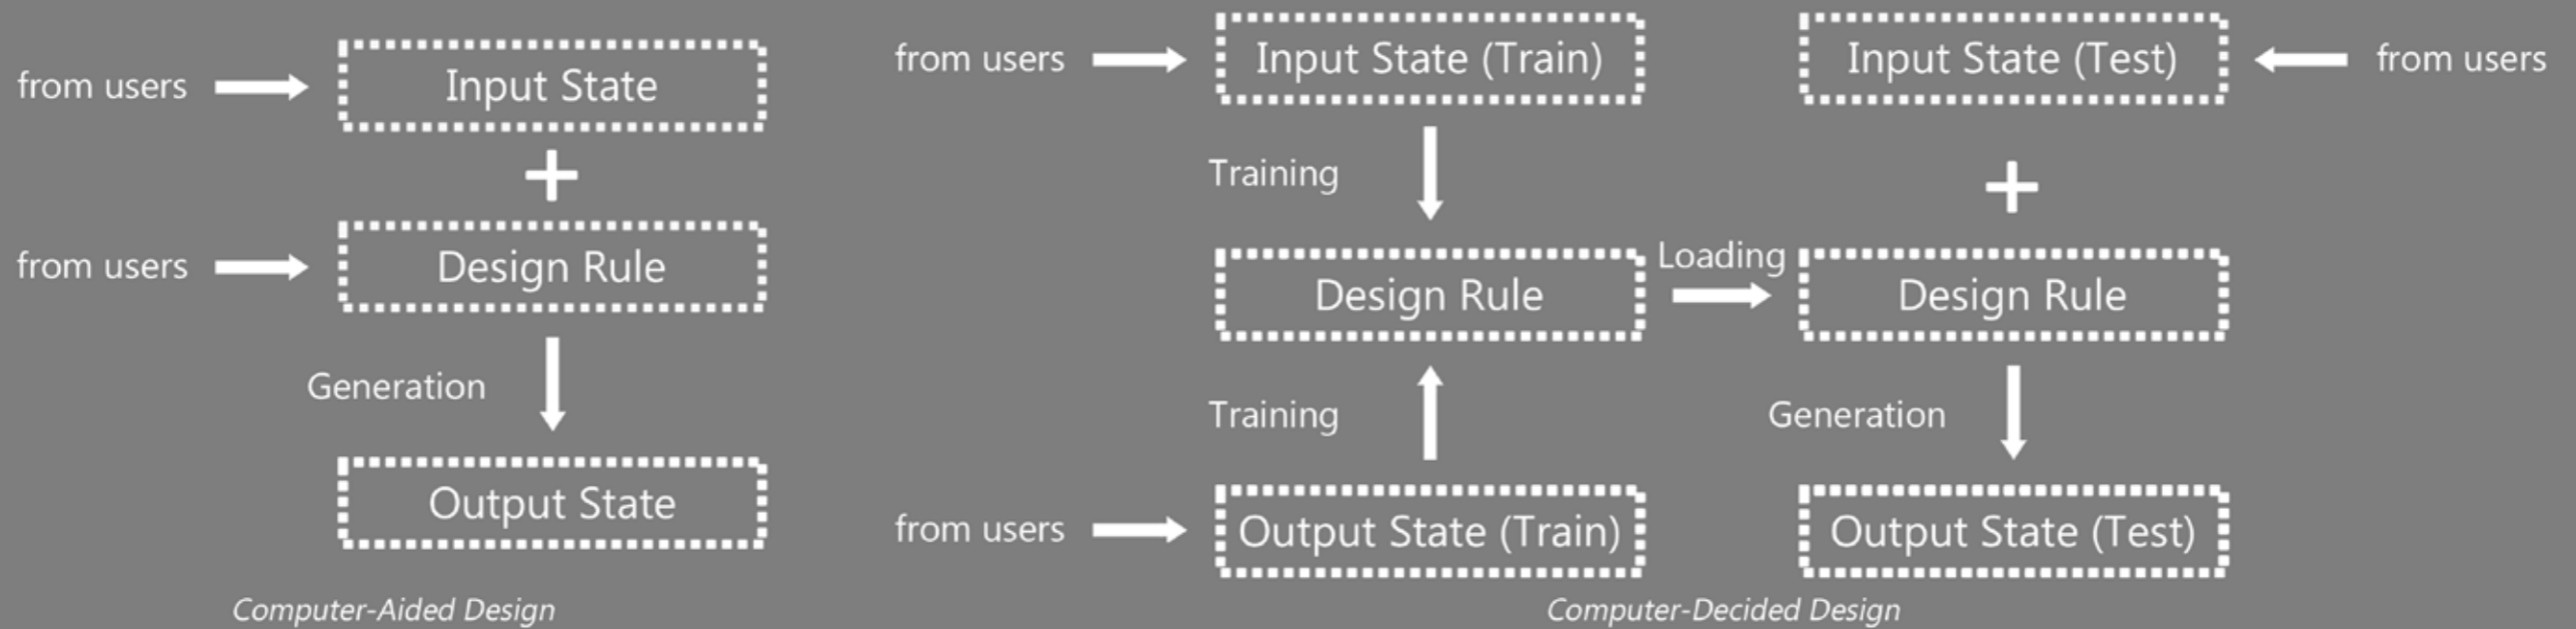 from users
Input State
from users
Design Rule
Generation
Output State
Computer-Aided Design
from users
Input State (Train)
Input State (Test)
from users
Training
Loading
Design Rule
Design Rule
Training
Generation
from users
Output State (Train)
Output State (Test)
Computer-Decided Design